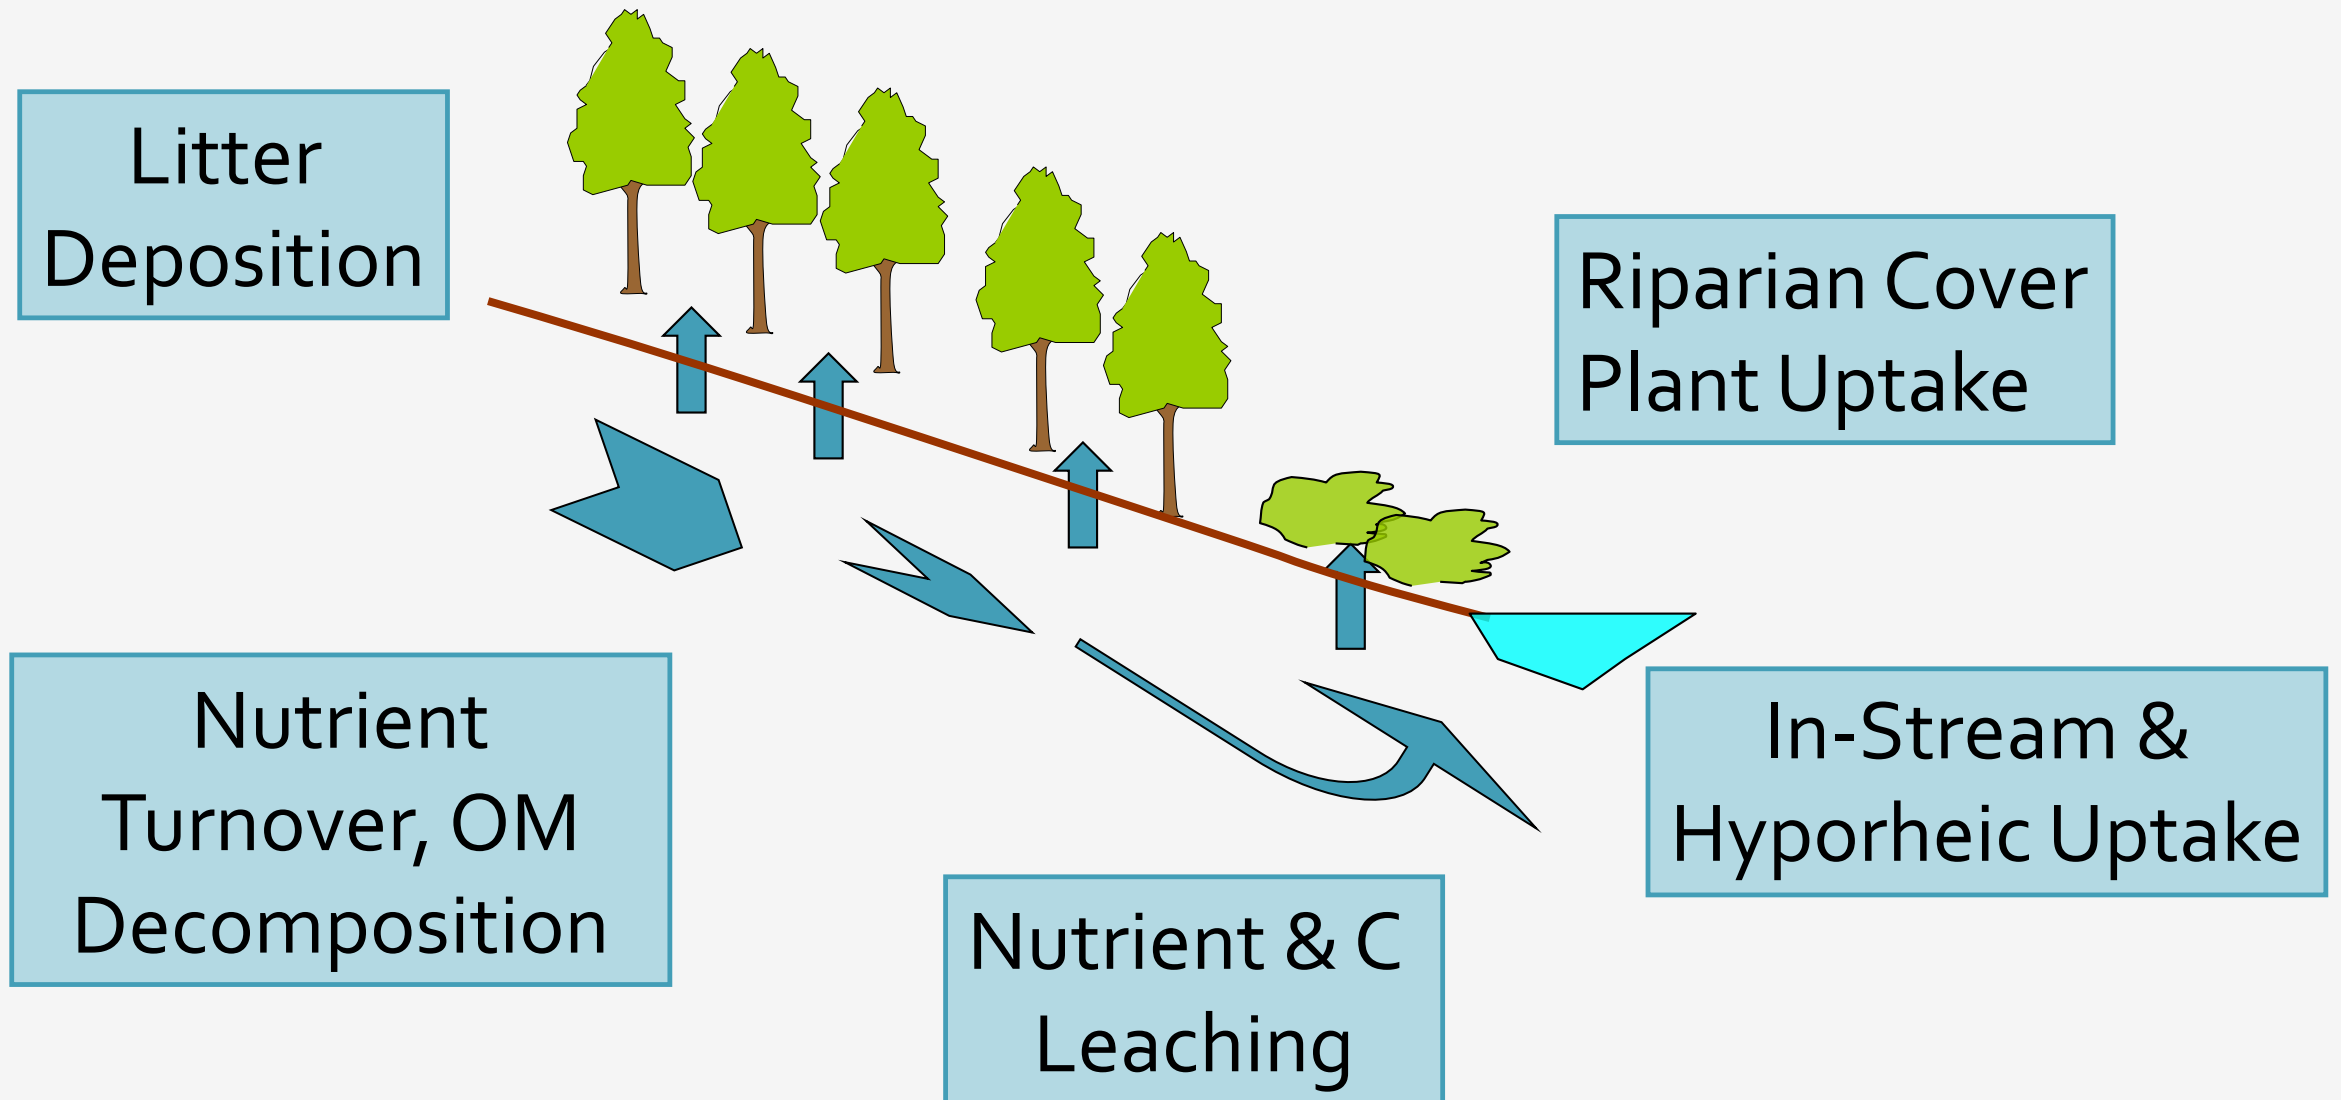 Litter
Deposition
Riparian Cover
Plant Uptake
Nutrient
Turnover, OM
Decomposition
In-Stream &
Hyporheic Uptake
Nutrient & C
Leaching